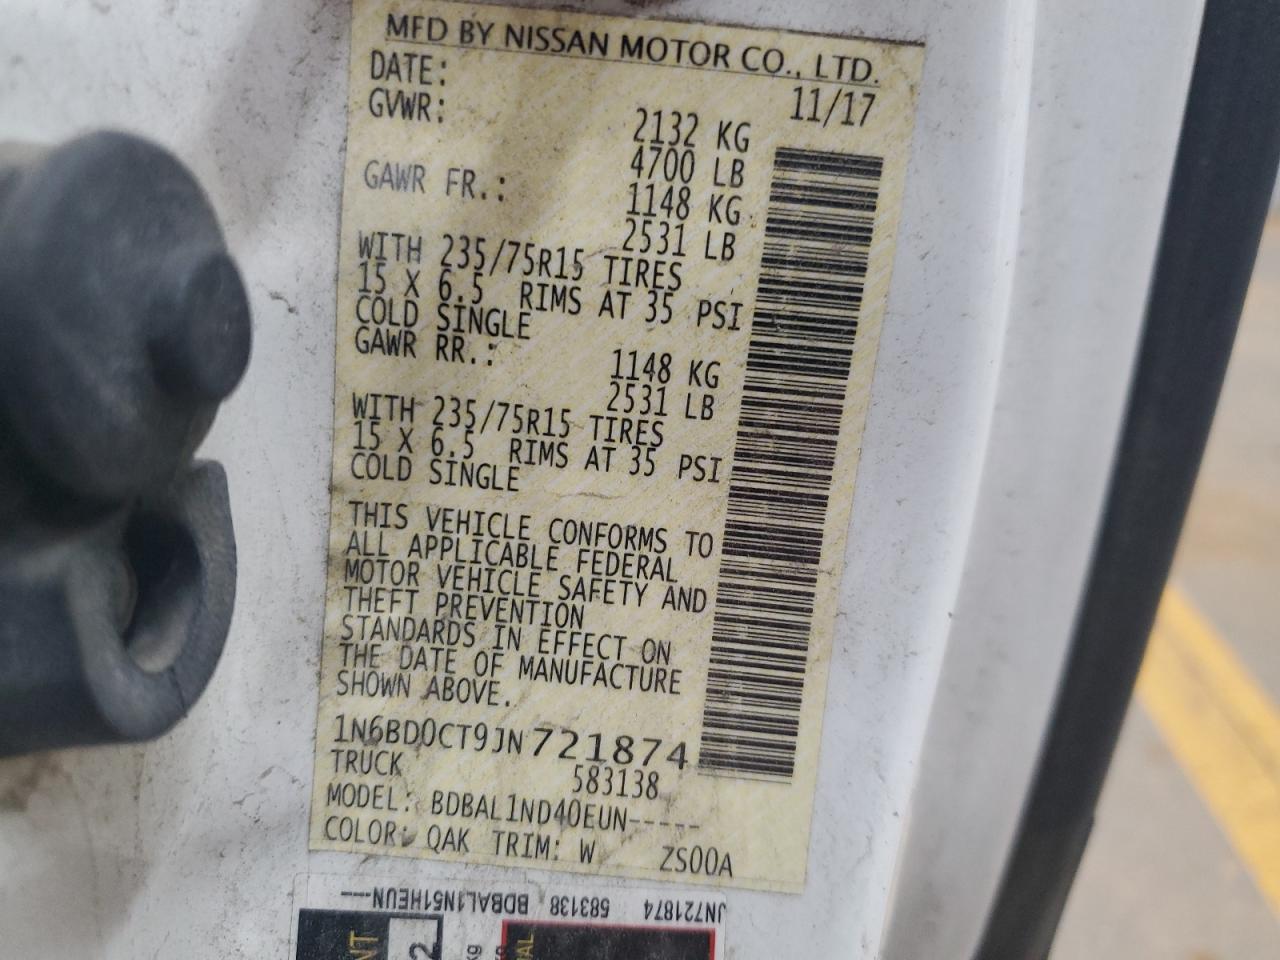 MFD BY NISSAN MOTOR CO., LTD.
DATE: 11/17
GVWR: 2132 KG
4700 LB
GAWR FR.: 1148 KG
2531 LB
WITH 235/75R15 TIRES
15 X 6.5 RIMS AT 35 PSI
COLD SINGLE
GAWR RR.: 1148 KG
2531 LB
WITH 235/75R15 TIRES
15 X 6.5 RIMS AT 35 PSI
COLD SINGLE
THIS VEHICLE CONFORMS TO
ALL APPLICABLE FEDERAL
MOTOR VEHICLE SAFETY AND
THEFT PREVENTION
STANDARDS IN EFFECT ON
THE DATE OF MANUFACTURE
SHOWN ABOVE.
1N6BD0CT9JN721874
TRUCK 583138
MODEL: BDBAL1ND40EUN-----
COLOR: QAK TRIM: W ZS00A
JN721874 583138 BDBAL1N51HEUN----
2
kg